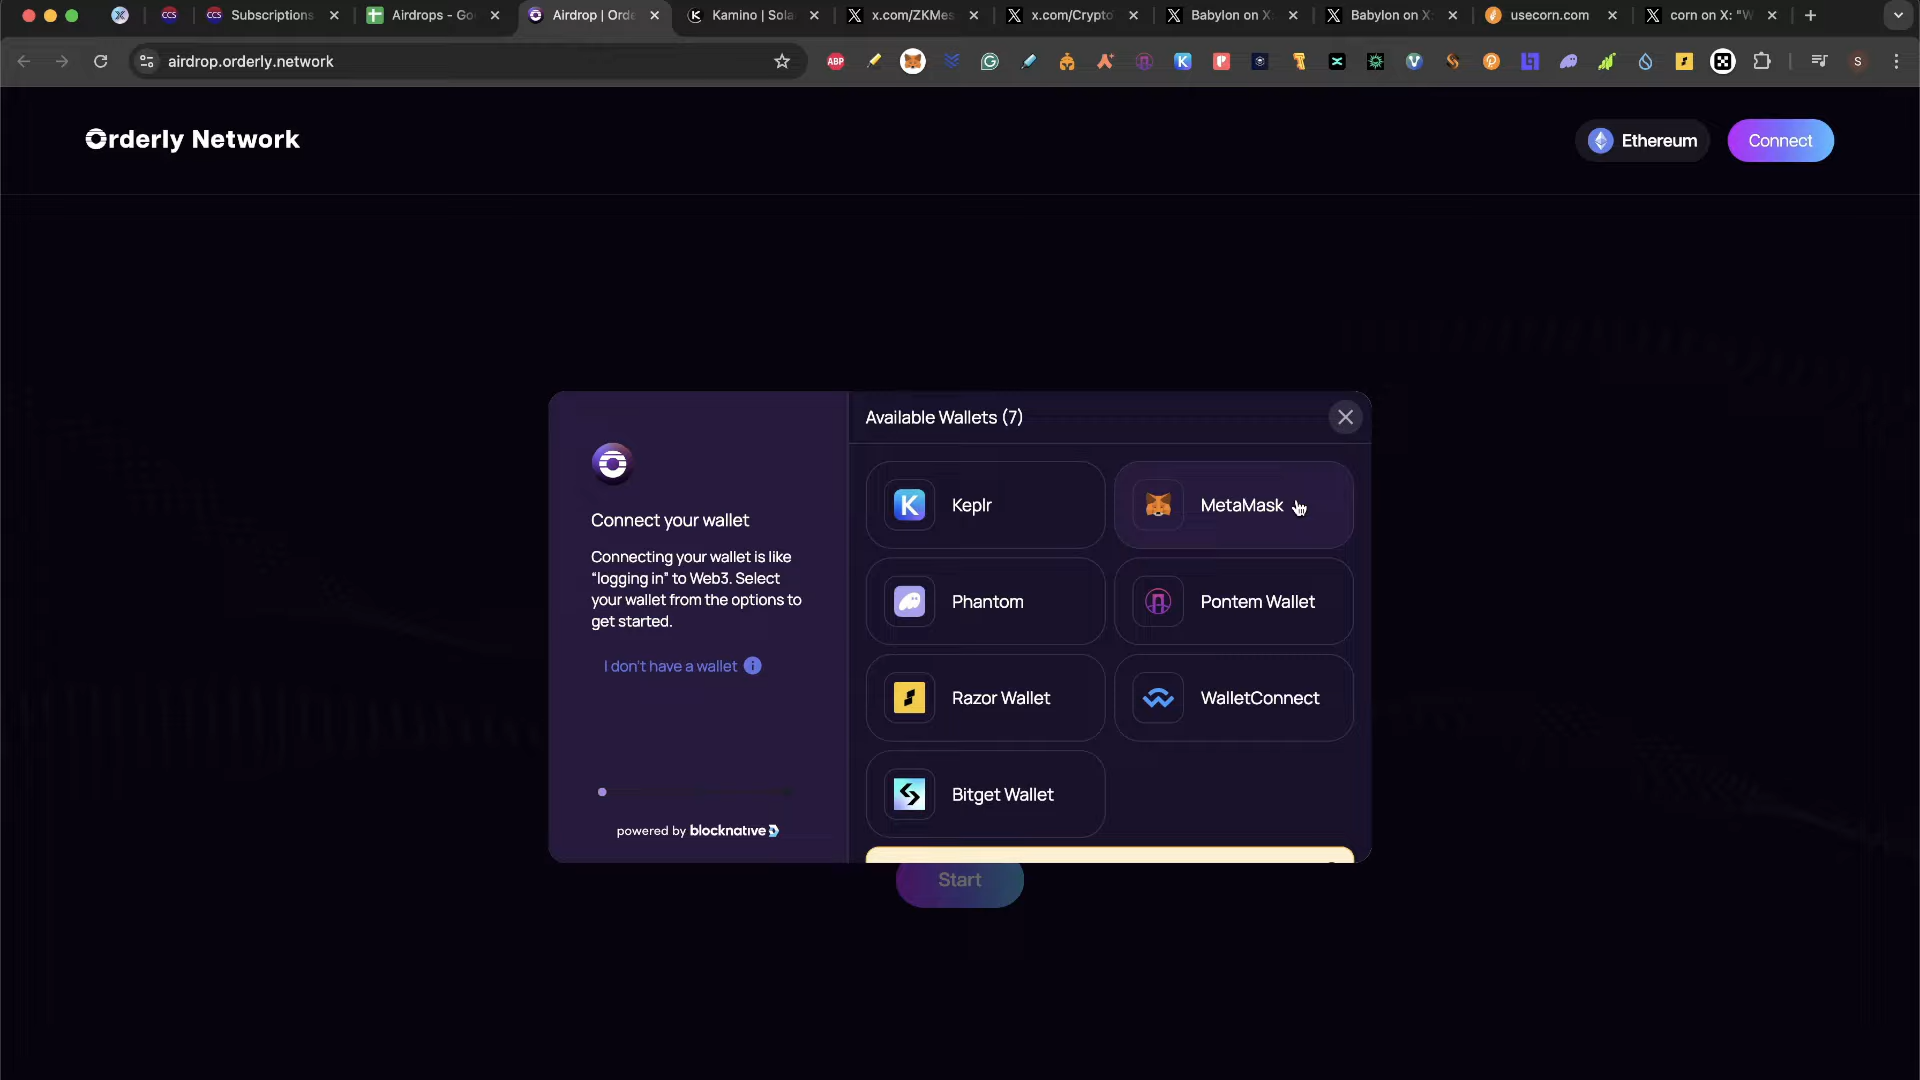 Subscriptions
Airdrops - Go
Airdrop | Orde
Kamino | Sola
x.com/ZKMes
x.com/Crypto
Babylon on X:
Babylon on X:
usecorn.com
corn on X: "W
airdrop.orderly.network
ABP
S
Orderly Network
Ethereum
Connect
Available Wallets (7)
Keplr
MetaMask
Connect your wallet
Connecting your wallet is like
“logging in” to Web3. Select
your wallet from the options to
get started.
Phantom
Pontem Wallet
I don't have a wallet
Razor Wallet
WalletConnect
Bitget Wallet
powered by blocknative
Start